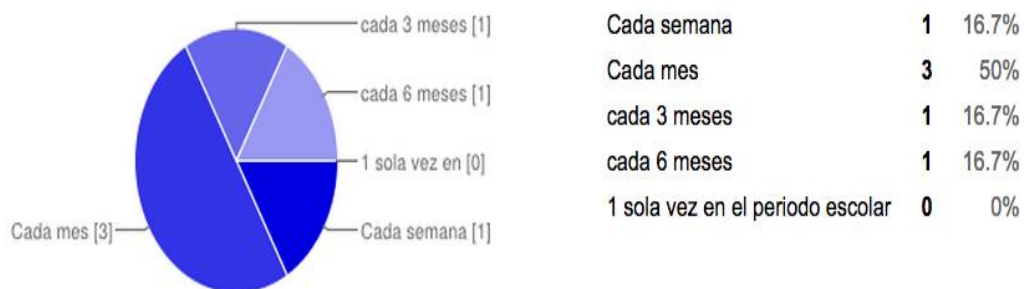 cada 3 meses [1]
cada 6 meses [1]
1 sola vez en [0]
Cada mes [3]
Cada semana [1]
Cada semana 1 16.7%
Cada mes 3 50%
cada 3 meses 1 16.7%
cada 6 meses 1 16.7%
1 sola vez en el periodo escolar 0 0%